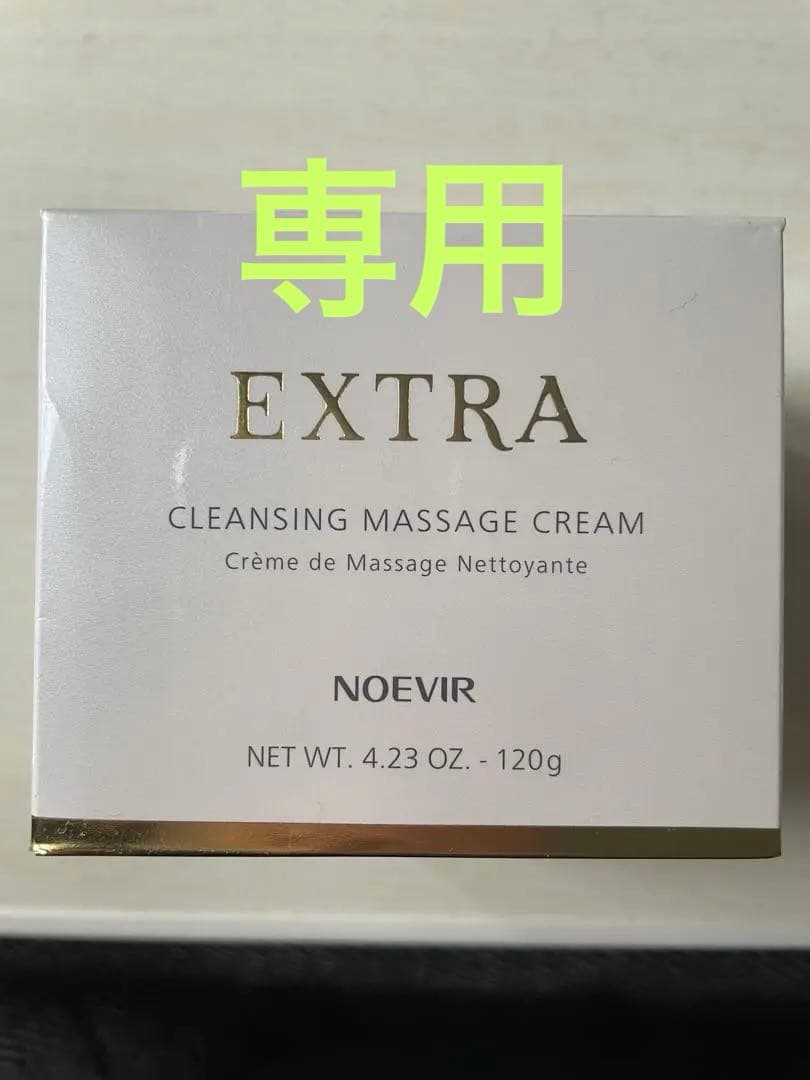 専用
EXTRA
CLEANSING MASSAGE CREAM
Crème de Massage Nettoyante
NOEVIR
NET WT. 4.23 OZ. - 120g